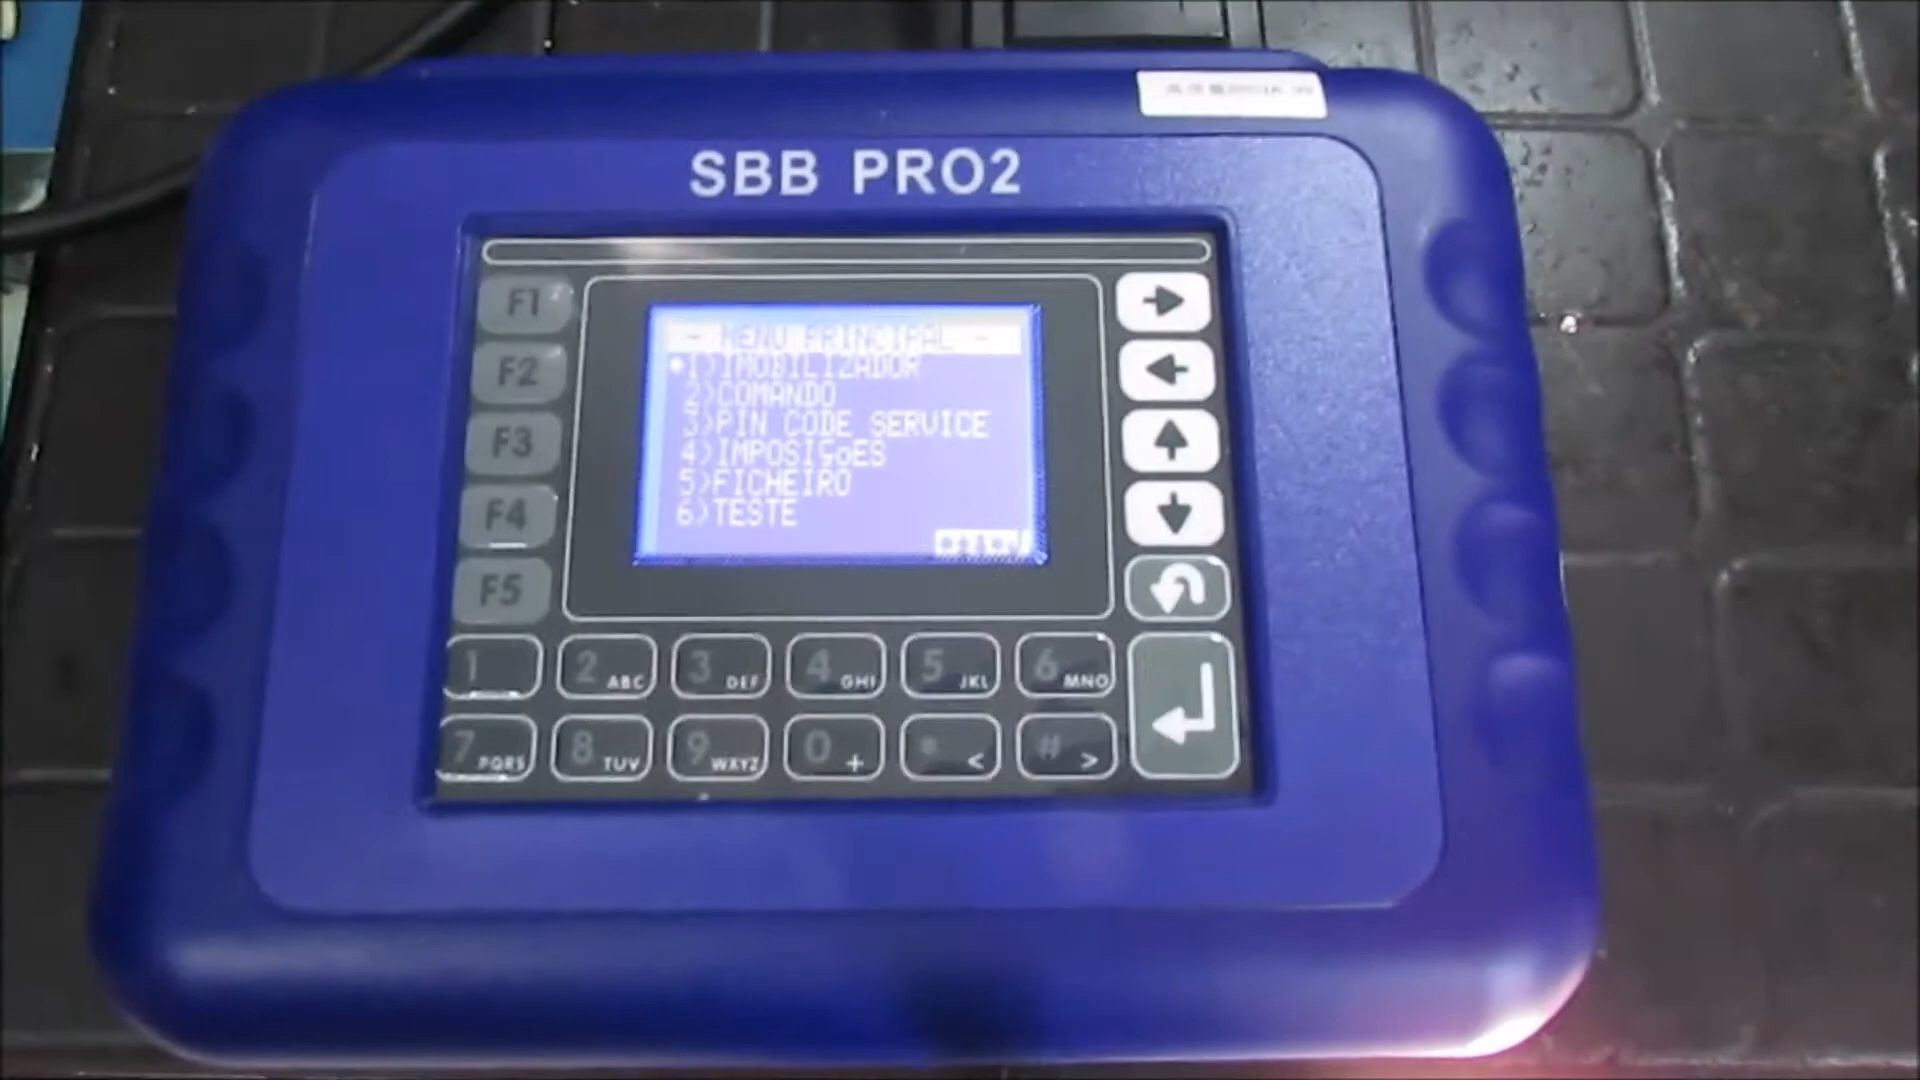 SBB PRO2
- MENU PRINCIPAL -
1)IMOBILIZADOR
2)COMANDO
3)PIN CODE SERVICE
4)IMPOSIÇoES
5)FICHEIRO
6)TESTE
F1
F2
F3
F4
F5
1 2 ABC 3 DEF 4 GHI 5 JKL 6 MNO
7 PQRS 8 TUV 9 WXYZ 0 + * < # >